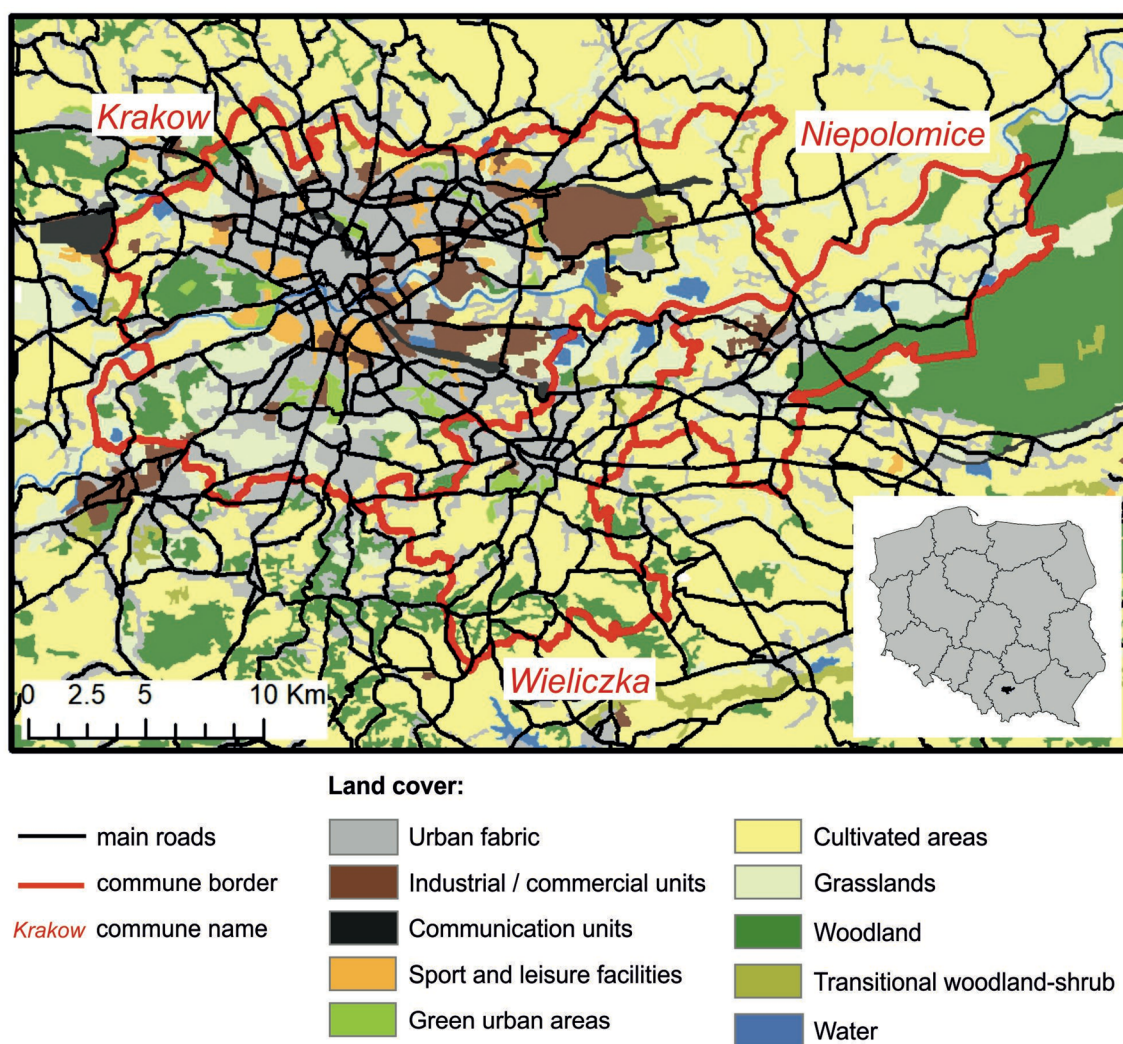 Krakow
Niepolomice
Wieliczka
0 2.5 5 10 Km
Land cover:
main roads
commune border
Krakow commune name
Urban fabric
Industrial / commercial units
Communication units
Sport and leisure facilities
Green urban areas
Cultivated areas
Grasslands
Woodland
Transitional woodland-shrub
Water